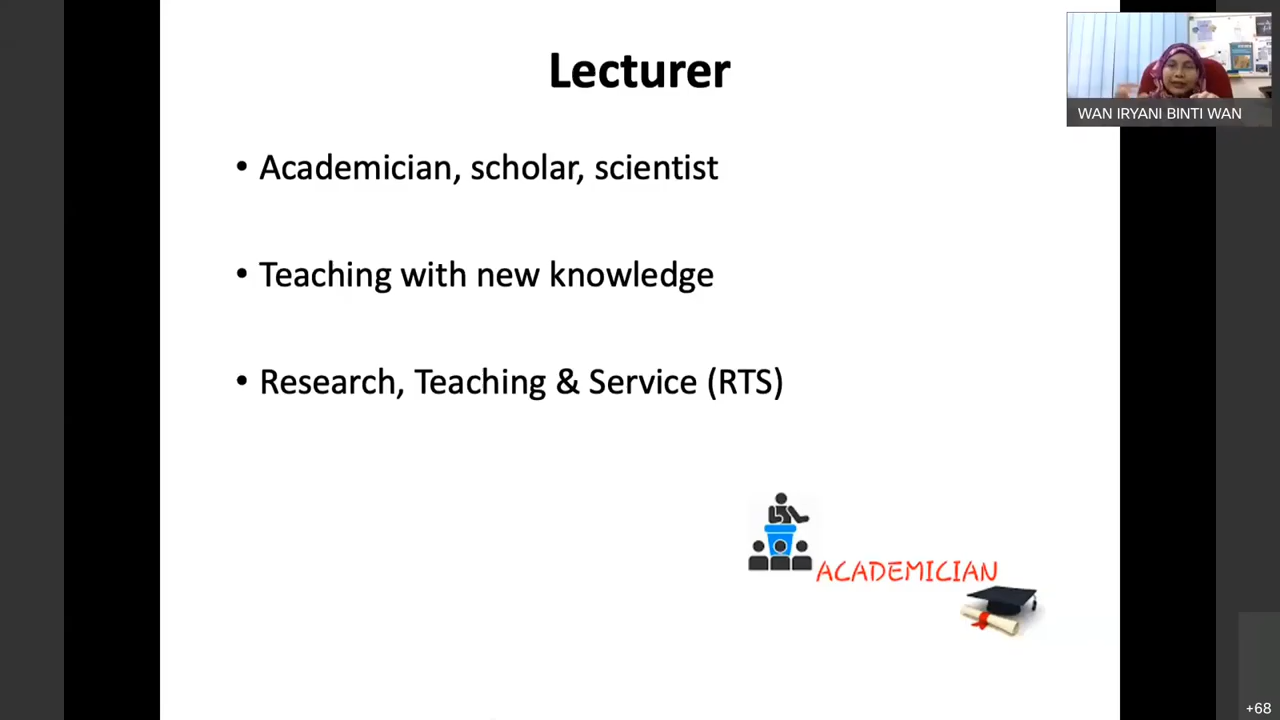 Lecturer
WAN IRYANI BINTI WAN
• Academician, scholar, scientist
• Teaching with new knowledge
• Research, Teaching & Service (RTS)
ACADEMICIAN
+68